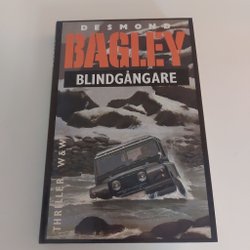 DESMOND
BAGLEY
BLINDGÅNGARE
THRILLER W&W